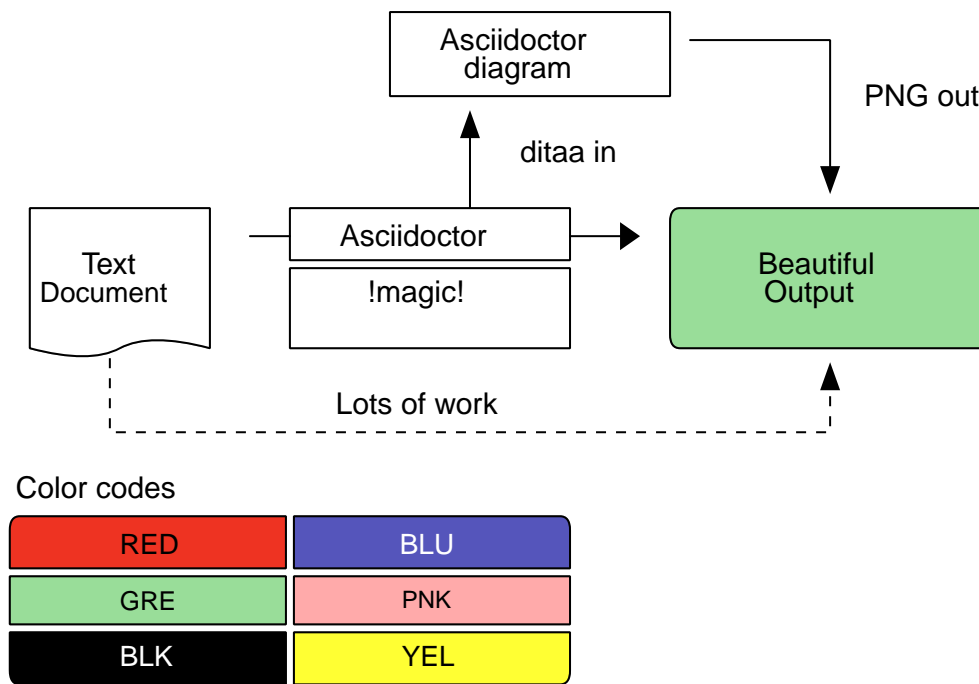 Asciidoctor
diagram
PNG out
ditaa in
Asciidoctor
Text
Document
!magic!
Beautiful
Output
Lots of work
Color codes
RED
BLU
GRE
PNK
BLK
YEL